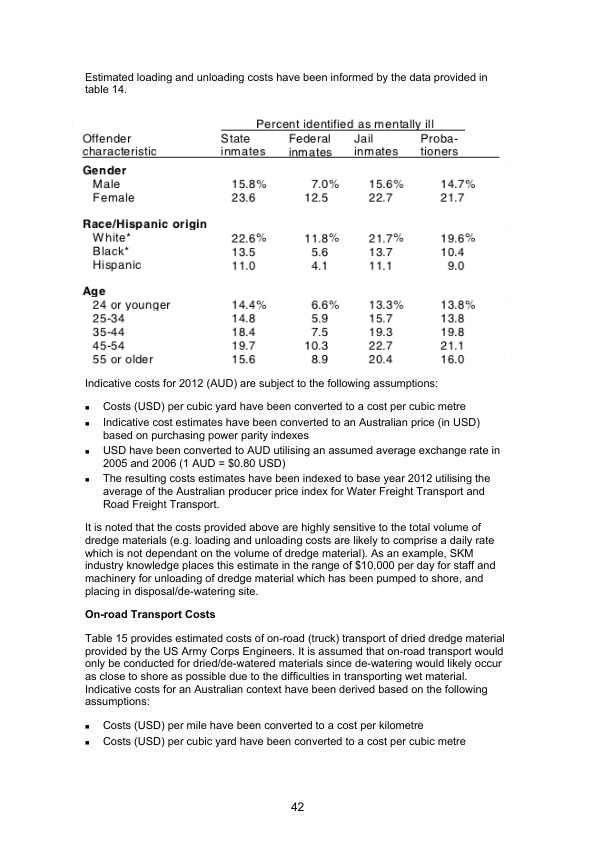 Estimated loading and unloading costs have been informed by the data provided in
table 14.
Percent identified as mentally ill
Offender State Federal Jail Proba-
characteristic inmates inmates inmates tioners
Gender
Male 15.8% 7.0% 15.6% 14.7%
Female 23.6 12.5 22.7 21.7
Race/Hispanic origin
White* 22.6% 11.8% 21.7% 19.6%
Black* 13.5 5.6 13.7 10.4
Hispanic 11.0 4.1 11.1 9.0
Age
24 or younger 14.4% 6.6% 13.3% 13.8%
25-34 14.8 5.9 15.7 13.8
35-44 18.4 7.5 19.3 19.8
45-54 19.7 10.3 22.7 21.1
55 or older 15.6 8.9 20.4 16.0
Indicative costs for 2012 (AUD) are subject to the following assumptions:
▪ Costs (USD) per cubic yard have been converted to a cost per cubic metre
▪ Indicative cost estimates have been converted to an Australian price (in USD)
based on purchasing power parity indexes
▪ USD have been converted to AUD utilising an assumed average exchange rate in
2005 and 2006 (1 AUD = $0.80 USD)
▪ The resulting costs estimates have been indexed to base year 2012 utilising the
average of the Australian producer price index for Water Freight Transport and
Road Freight Transport.
It is noted that the costs provided above are highly sensitive to the total volume of
dredge materials (e.g. loading and unloading costs are likely to comprise a daily rate
which is not dependant on the volume of dredge material). As an example, SKM
industry knowledge places this estimate in the range of $10,000 per day for staff and
machinery for unloading of dredge material which has been pumped to shore, and
placing in disposal/de-watering site.
On-road Transport Costs
Table 15 provides estimated costs of on-road (truck) transport of dried dredge material
provided by the US Army Corps Engineers. It is assumed that on-road transport would
only be conducted for dried/de-watered materials since de-watering would likely occur
as close to shore as possible due to the difficulties in transporting wet material.
Indicative costs for an Australian context have been derived based on the following
assumptions:
▪ Costs (USD) per mile have been converted to a cost per kilometre
▪ Costs (USD) per cubic yard have been converted to a cost per cubic metre
42